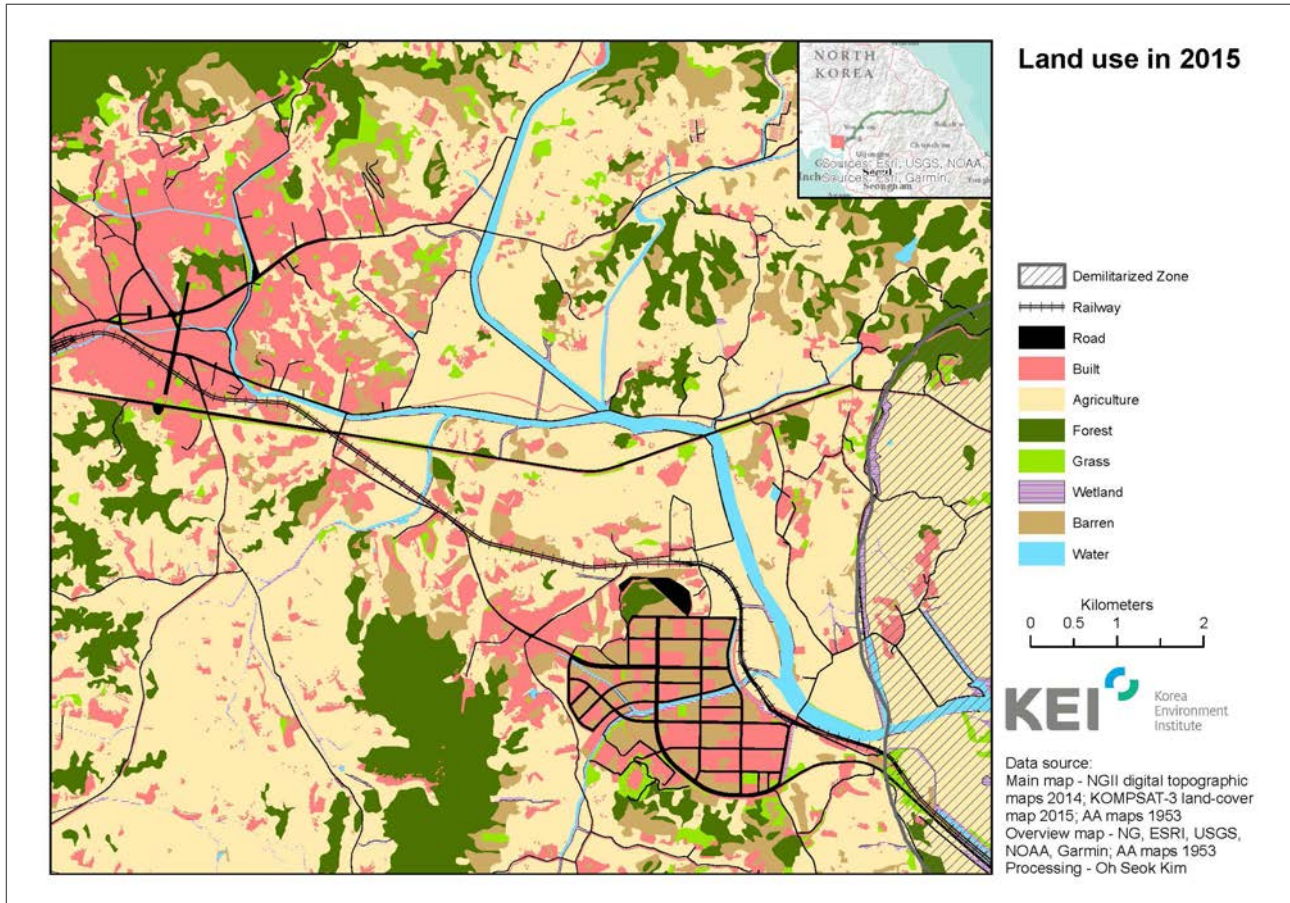 Land use in 2015
NORTH
KOREA
Sources: Esri, USGS, NOAA,
Sources: Esri, Garmin,
Seoul
Seongnam
Demilitarized Zone
Railway
Road
Built
Agriculture
Forest
Grass
Wetland
Barren
Water
Kilometers
0 0.5 1 2
KEI Korea
Environment
Institute
Data source:
Main map - NGII digital topographic
maps 2014; KOMPSAT-3 land-cover
map 2015; AA maps 1953
Overview map - NG, ESRI, USGS,
NOAA, Garmin; AA maps 1953
Processing - Oh Seok Kim